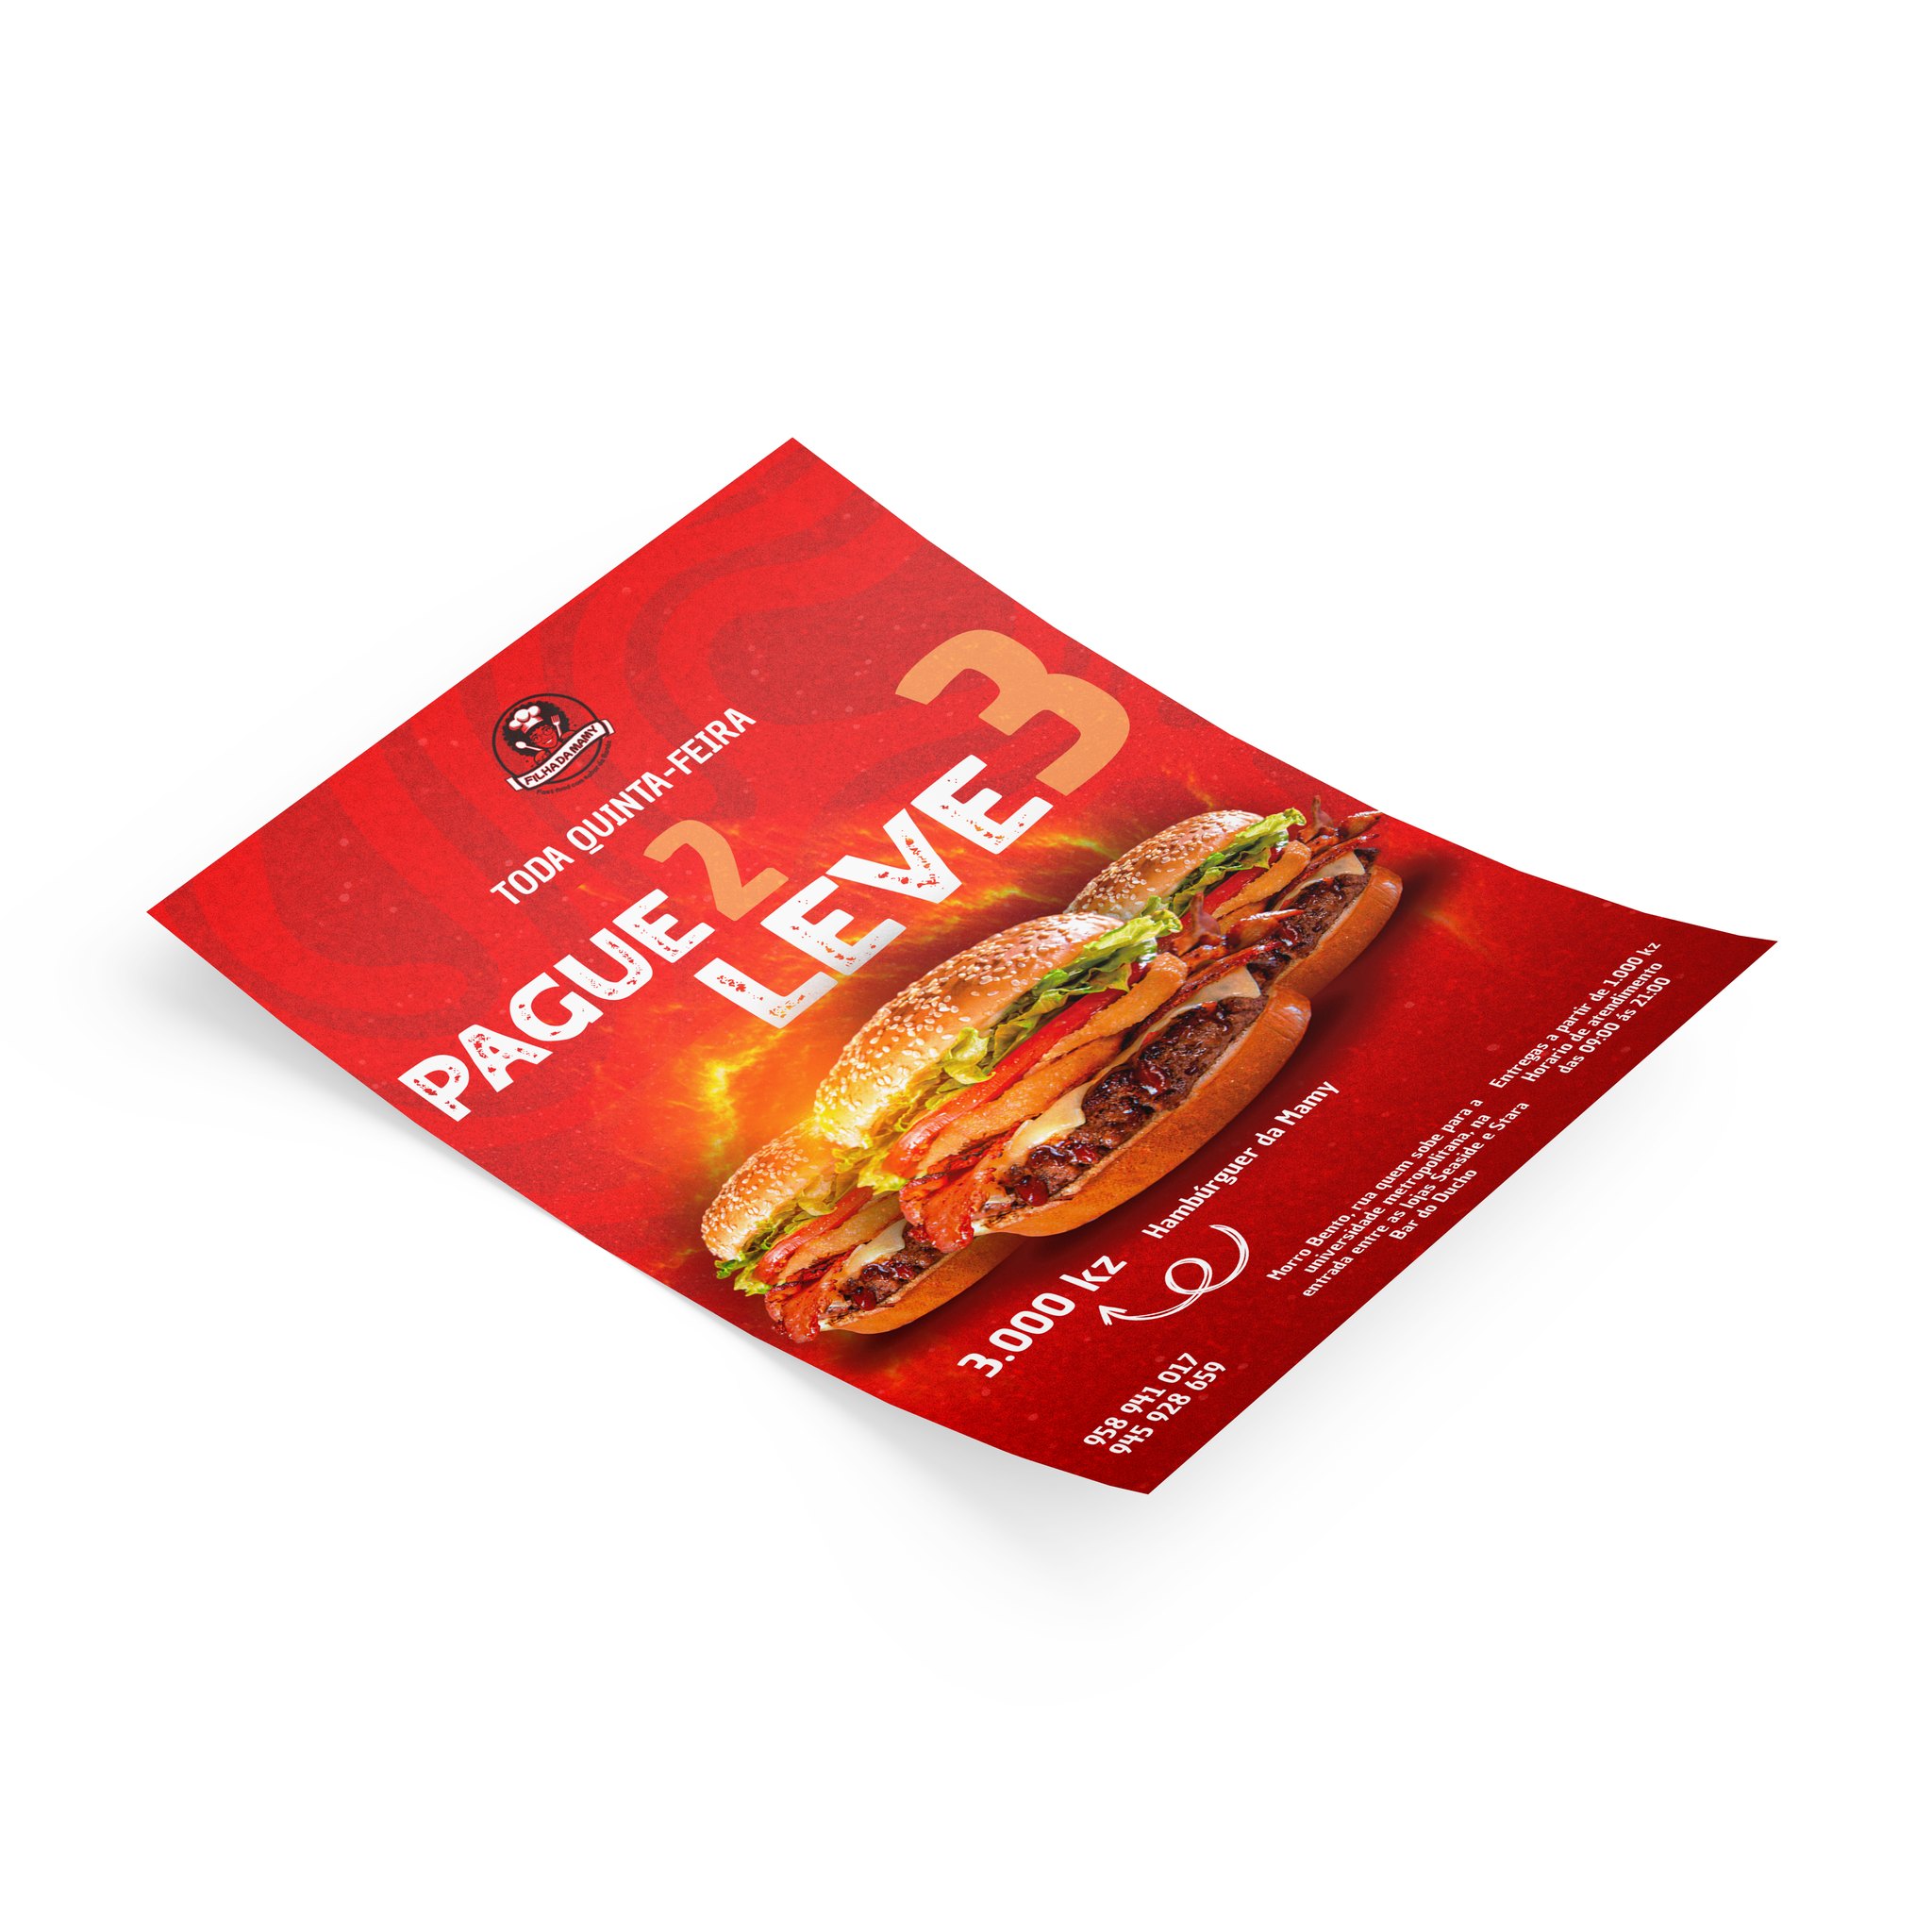 FILHA DA MAMY
TODA QUINTA-FEIRA
PAGUE 2
LEVE 3
Hambúrguer da Mamy
3.000 kz
958 941 017
945 928 659
Morro Bento, rua quem sobe para a
universidade metropolitana, na
entrada entre as lojas Seaside e Stara
Bar do Ducho
Entregas a partir de 1.000 kz
Horario de atendimento
das 09:00 ás 21:00